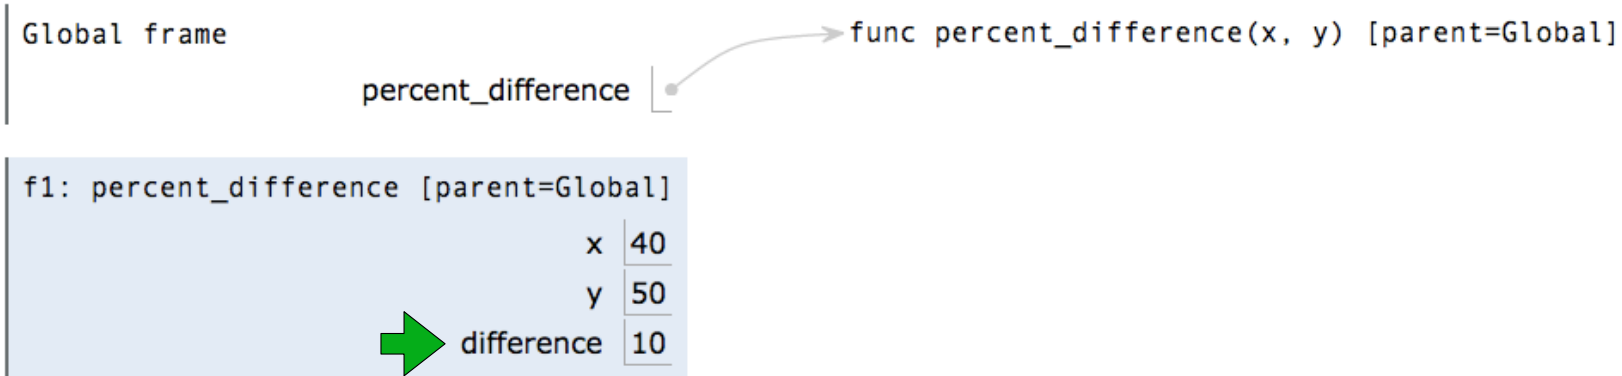 Global frame
func percent_difference(x, y) [parent=Global]
percent_difference
f1: percent_difference [parent=Global]
x 40
y 50
difference 10